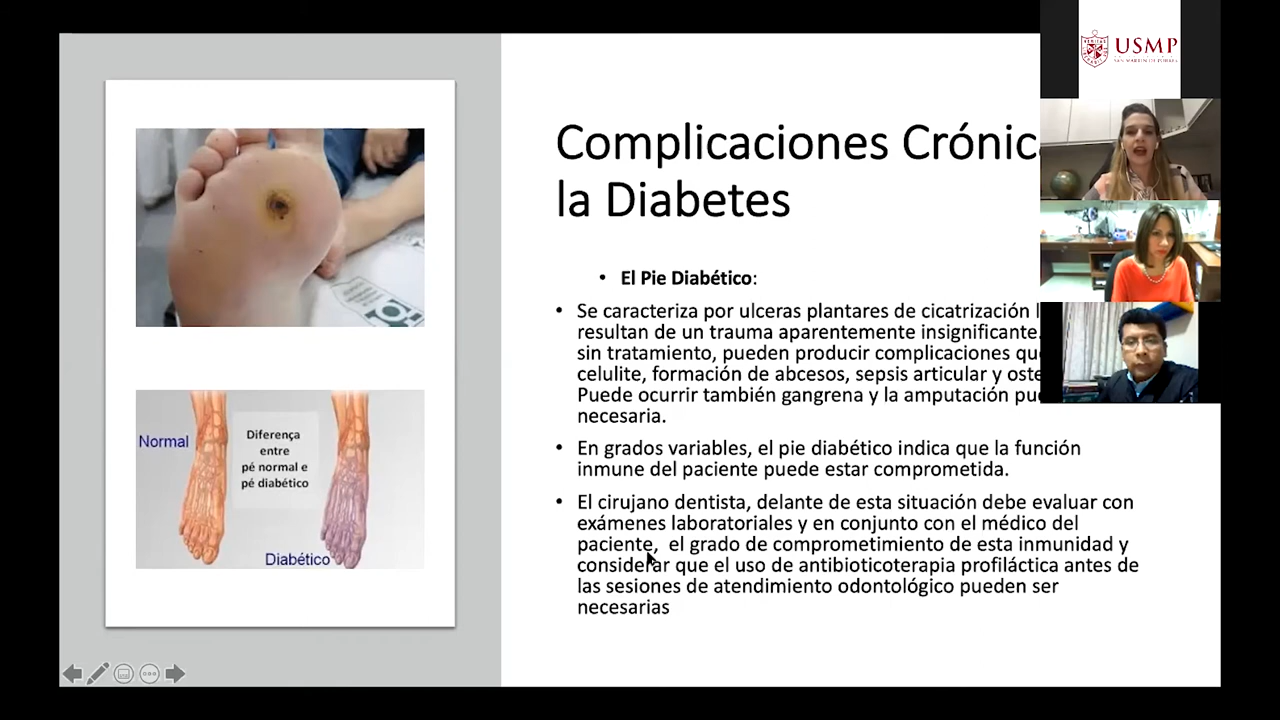 USMP
Complicaciones Crónic
la Diabetes
• El Pie Diabético:
• Se caracteriza por ulceras plantares de cicatrización
resultan de un trauma aparentemente insignificante.
sin tratamiento, pueden producir complicaciones
celulite, formación de abcesos, sepsis articular y
Puede ocurrir también gangrena y la amputación
necesaria.
• En grados variables, el pie diabético indica que la función
inmune del paciente puede estar comprometida.
• El cirujano dentista, delante de esta situación debe evaluar con
exámenes laboratoriales y en conjunto con el médico del
paciente, el grado de comprometimiento de esta inmunidad y
considerar que el uso de antibioticoterapia profiláctica antes de
las sesiones de atendimiento odontológico pueden ser
necesarias
Normal
Diferença
entre
pé normal e
pé diabético
Diabético